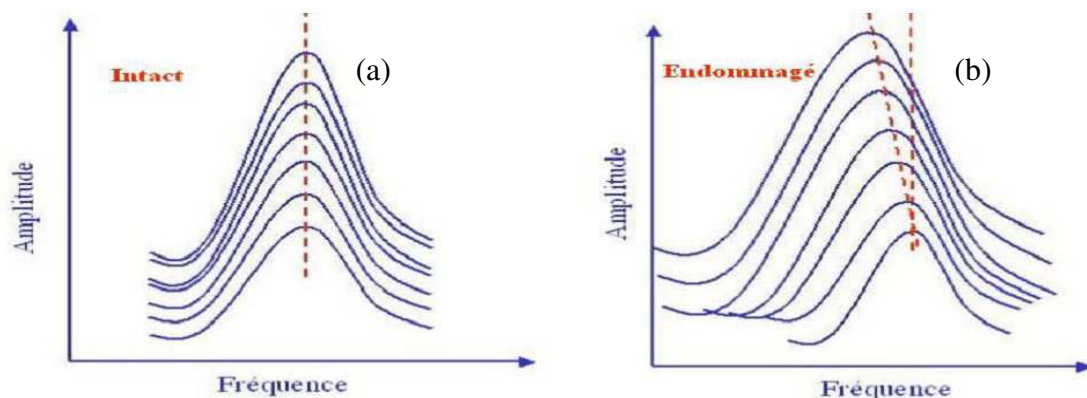 Intact
(a)
Amplitude
Fréquence
Endommagé
(b)
Amplitude
Fréquence